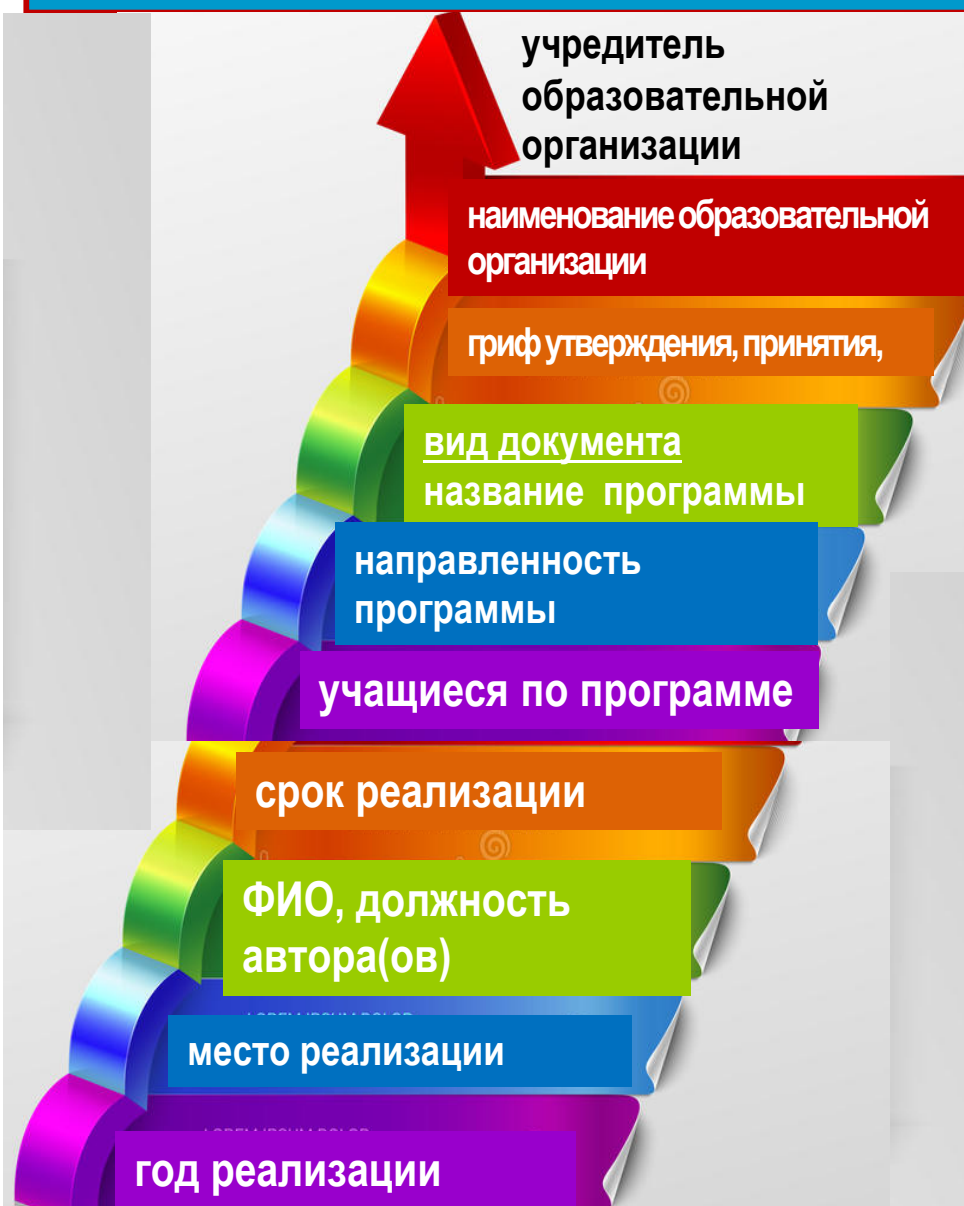 учредитель
образовательной
организации
наименование образовательной
организации
гриф утверждения, принятия,
вид документа
название программы
направленность
программы
учащиеся по программе
срок реализации
ФИО, должность
автора(ов)
место реализации
год реализации